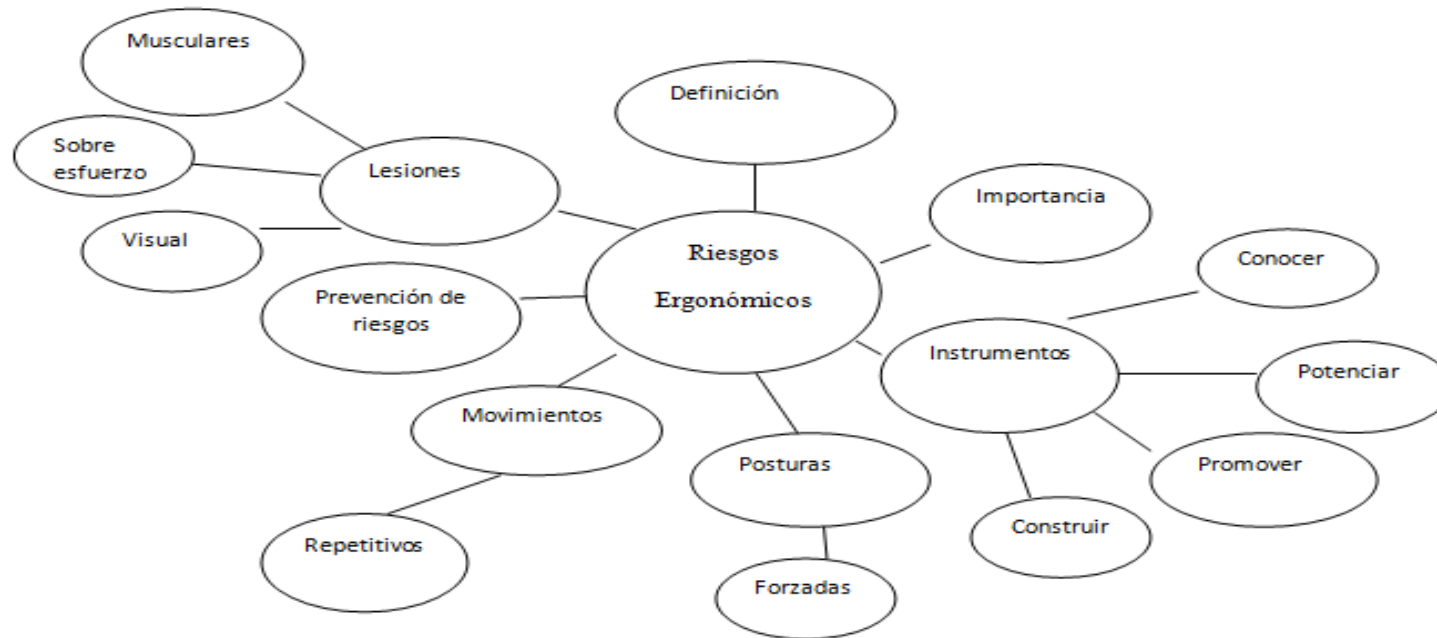 Musculares
Definición
Sobre
esfuerzo
Lesiones
Importancia
Visual
Riesgos
Ergonómicos
Conocer
Prevención de
riesgos
Instrumentos
Potenciar
Movimientos
Posturas
Promover
Construir
Repetitivos
Forzadas